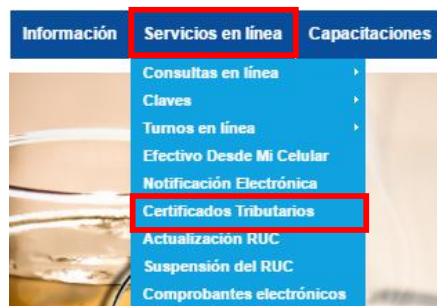 Información Servicios en línea Capacitaciones
Consultas en línea
Claves
Turnos en línea
Efectivo Desde Mi Celular
Notificación Electrónica
Certificados Tributarios
Actualización RUC
Suspensión del RUC
Comprobantes electrónicos